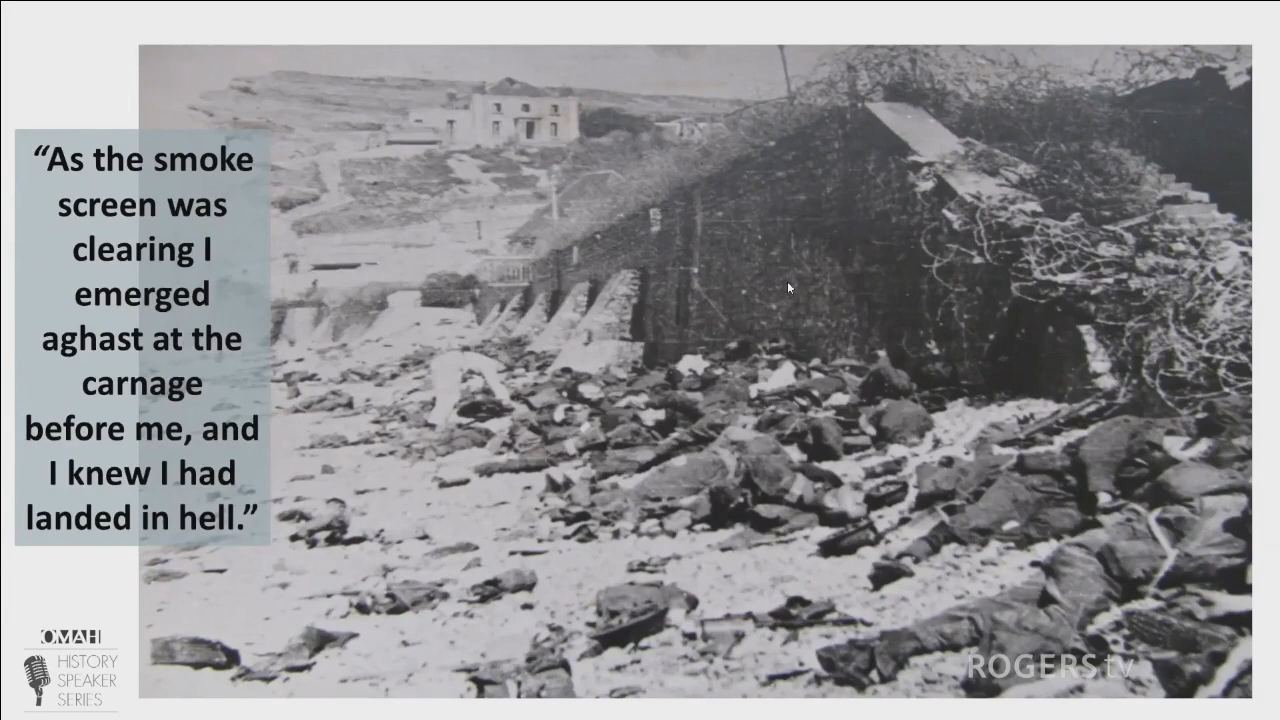 “As the smoke
screen was
clearing I
emerged
aghast at the
carnage
before me, and
I knew I had
landed in hell.”
OMAH
HISTORY
SPEAKER
SERIES
ROGERS tv